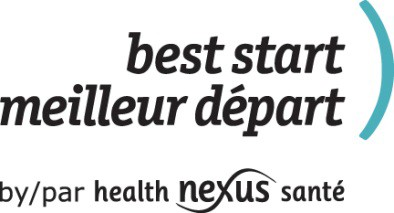 best start
meilleur départ
by/par health nexus santé